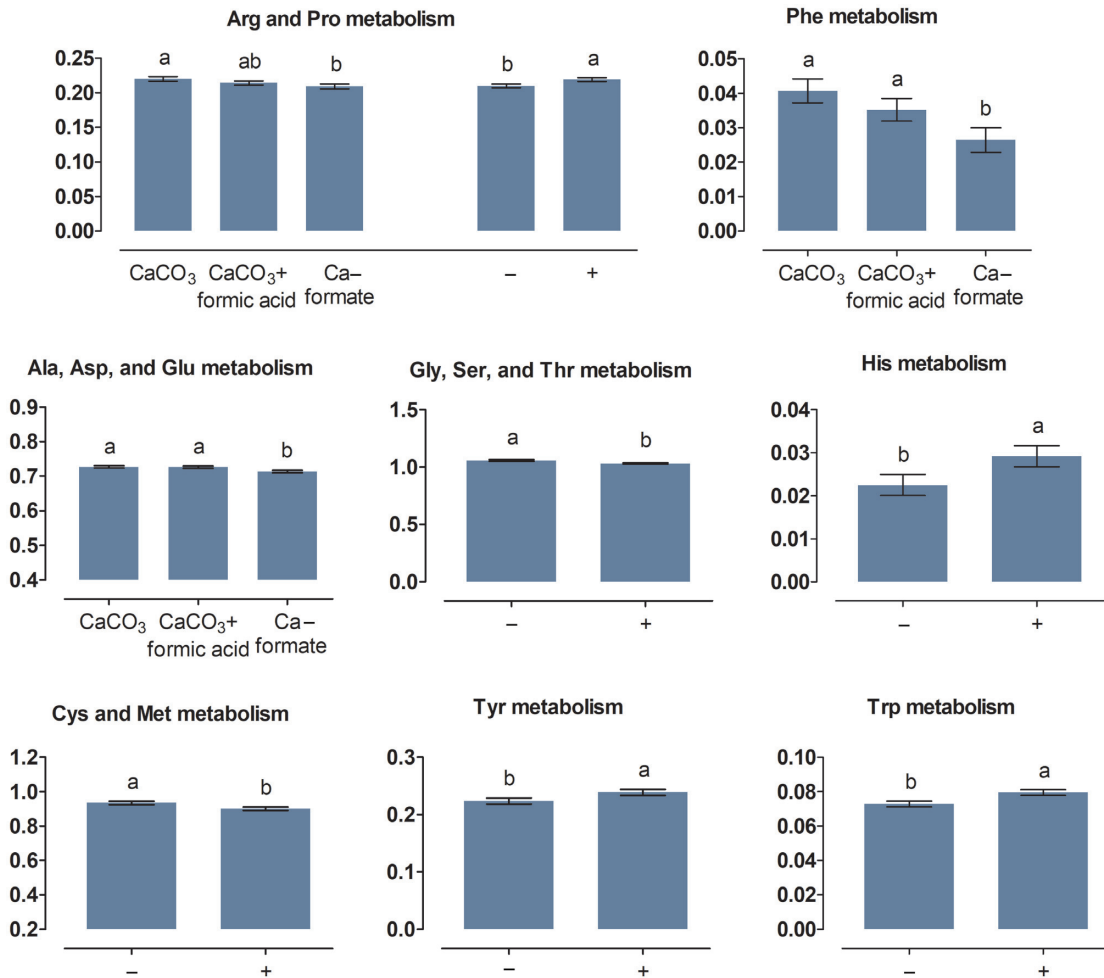 Arg and Pro metabolism
0.25
0.20
0.15
0.10
0.05
0.00
a
ab
b
b
a
CaCO₃
CaCO₃+
formic acid
Ca–
formate
–
+
Phe metabolism
0.05
0.04
0.03
0.02
0.01
0.00
a
a
b
CaCO₃
CaCO₃+
formic acid
Ca–
formate
Ala, Asp, and Glu metabolism
0.9
0.8
0.7
0.6
0.5
0.4
a
a
b
CaCO₃
CaCO₃+
formic acid
Ca–
formate
Gly, Ser, and Thr metabolism
1.5
1.0
0.5
0.0
a
b
–
+
His metabolism
0.04
0.03
0.02
0.01
0.00
b
a
–
+
Cys and Met metabolism
1.2
1.0
0.8
0.6
0.4
0.2
a
b
–
+
Tyr metabolism
0.3
0.2
0.1
0.0
b
a
–
+
Trp metabolism
0.10
0.08
0.06
0.04
0.02
0.00
b
a
–
+